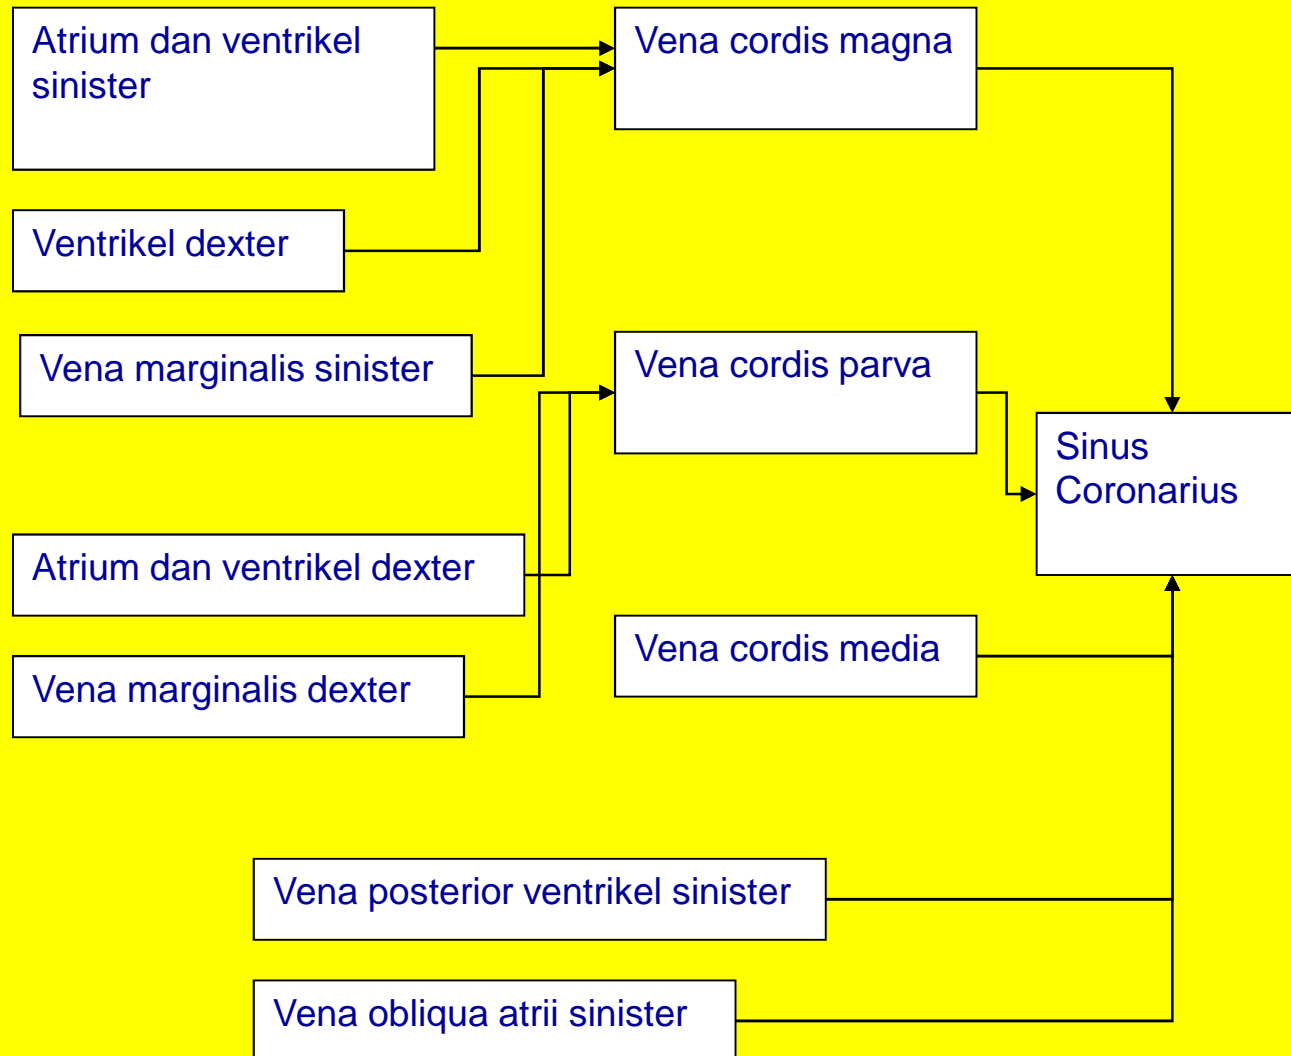 Atrium dan ventrikel
sinister
Vena cordis magna
Ventrikel dexter
Vena marginalis sinister
Vena cordis parva
Sinus
Coronarius
Atrium dan ventrikel dexter
Vena cordis media
Vena marginalis dexter
Vena posterior ventrikel sinister
Vena obliqua atrii sinister